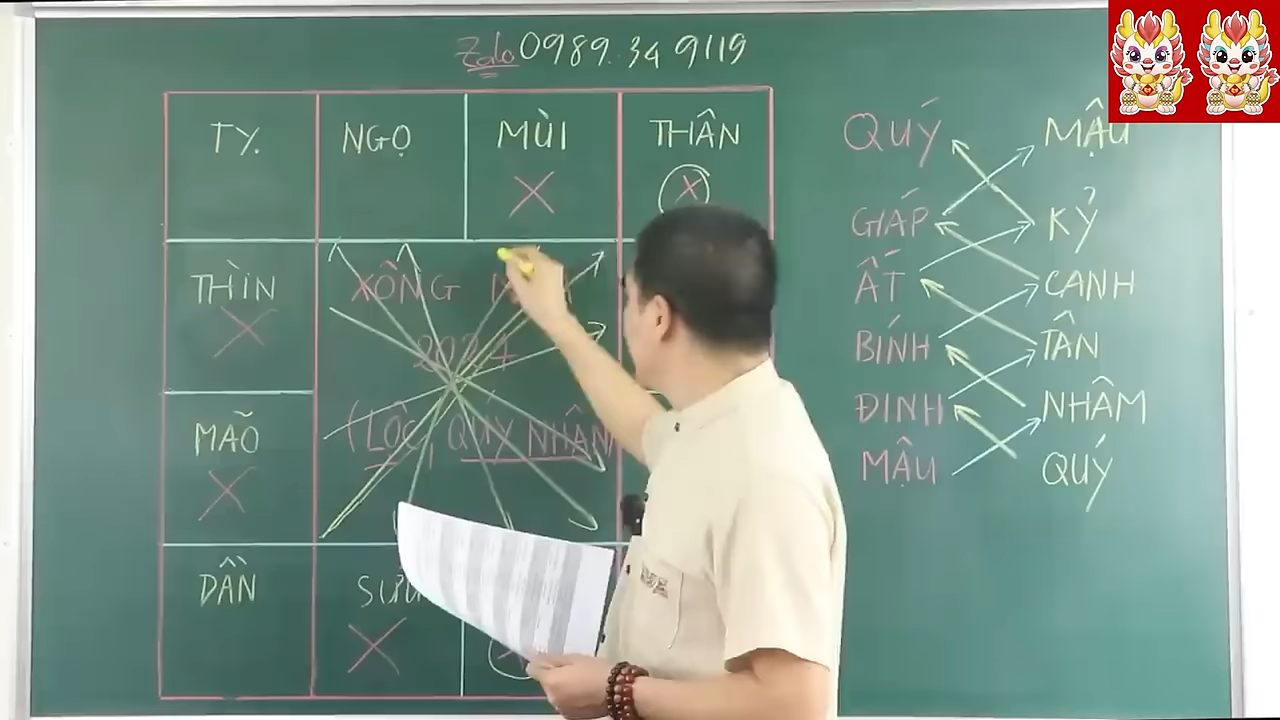 Zalo 0989.34 9119
TỴ. NGỌ MÙI THÂN
X X
QUÝ MẬU
GIÁP KỶ
THÌN XÔNG
X
ẤT CANH
BÍNH TÂN
MÃO (LỘC, QUÝ NHÂN
X
ĐINH NHÂM
MẬU QUÝ
DẦN SỬU
X